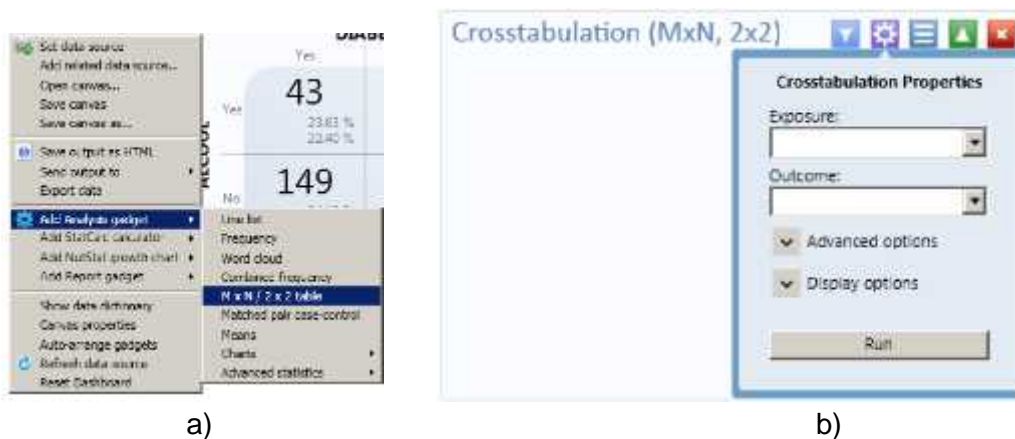 Set data source
Add related data source...
Open canvas...
Save canvas
Save canvas as...
Save output as HTML
Send output to
Export data
Add Analysis gadget
Add StatCalc calculator
Add NutStat growth chart
Add Report gadget
Show data dictionary
Canvas properties
Auto-arrange gadgets
Refresh data source
Reset Dashboard
Yes
Yes
43
23.63 %
22.40 %
No
149
Line list
Frequency
Word cloud
Combined frequency
M x N / 2 x 2 table
Matched pair case-control
Means
Charts
Advanced statistics
a)
Crosstabulation (MxN, 2x2)
Crosstabulation Properties
Exposure:
Outcome:
Advanced options
Display options
Run
b)